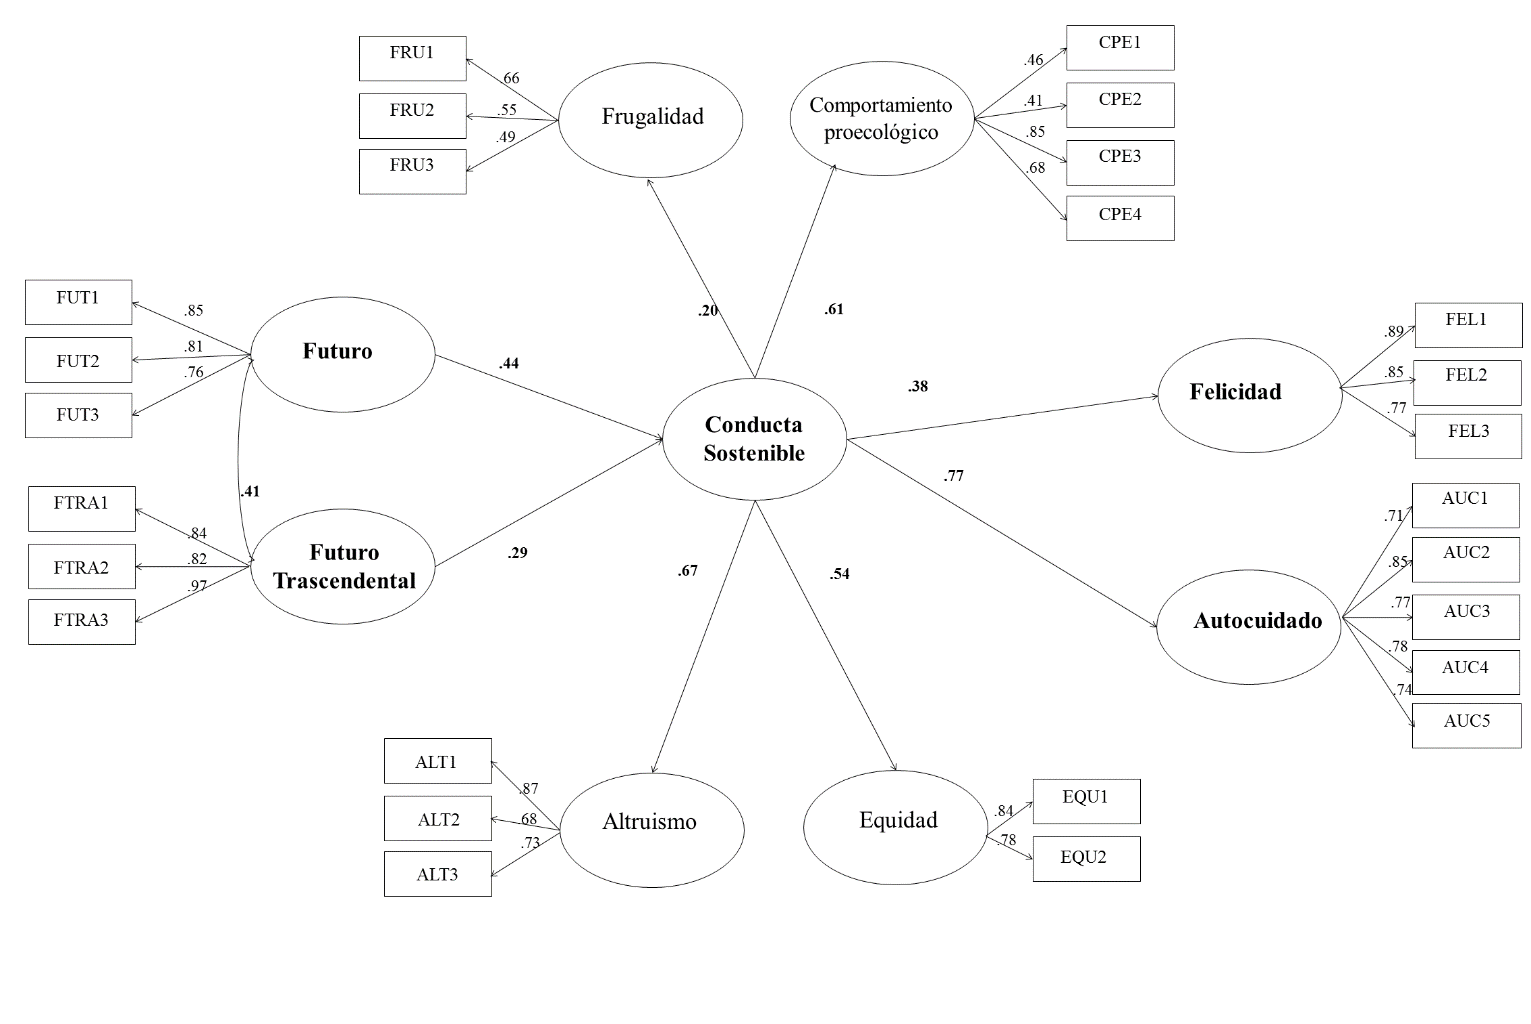 FRU1
FRU2
FRU3
.66
.55
.49
Frugalidad
Comportamiento
proecológico
.46
.41
.85
.68
CPE1
CPE2
CPE3
CPE4
.20
.61
FUT1
FUT2
FUT3
.85
.81
.76
Futuro
.44
.41
FTRA1
FTRA2
FTRA3
.84
.82
.97
Futuro
Trascendental
.29
Conducta
Sostenible
.38
.77
Felicidad
.89
.85
.77
FEL1
FEL2
FEL3
Autocuidado
.71
.85
.77
.78
.74
AUC1
AUC2
AUC3
AUC4
AUC5
.67
.54
ALT1
ALT2
ALT3
.87
.68
.73
Altruismo
Equidad
.84
.78
EQU1
EQU2